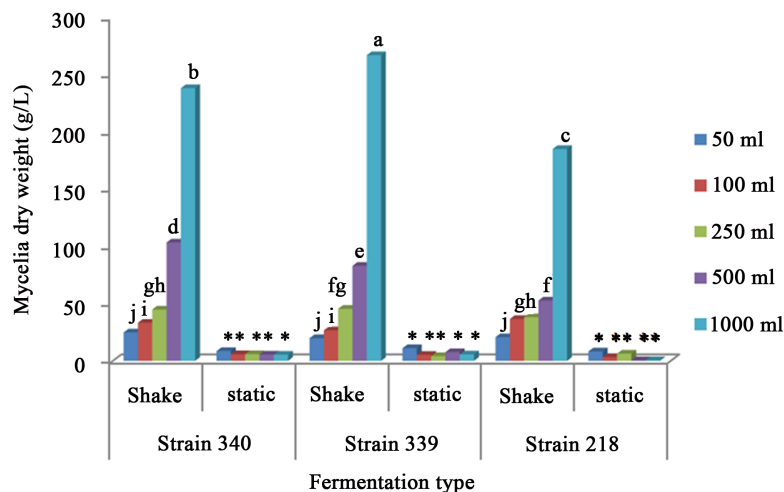 Mycelia dry weight (g/L)
300
250
200
150
100
50
0
j i gh d b
** ** *
j i fg e a
* ** * *
j gh f c
* ** **
50 ml
100 ml
250 ml
500 ml
1000 ml
Shake static Shake static Shake static
Strain 340 Strain 339 Strain 218
Fermentation type